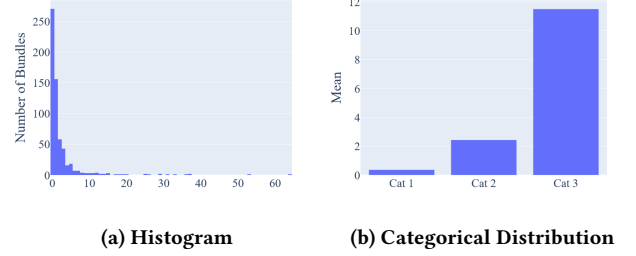 250
200
150
100
50
0
Number of Bundles
0 10 20 30 40 50 60
12
10
8
6
4
2
0
Mean
Cat 1 Cat 2 Cat 3
(a) Histogram
(b) Categorical Distribution